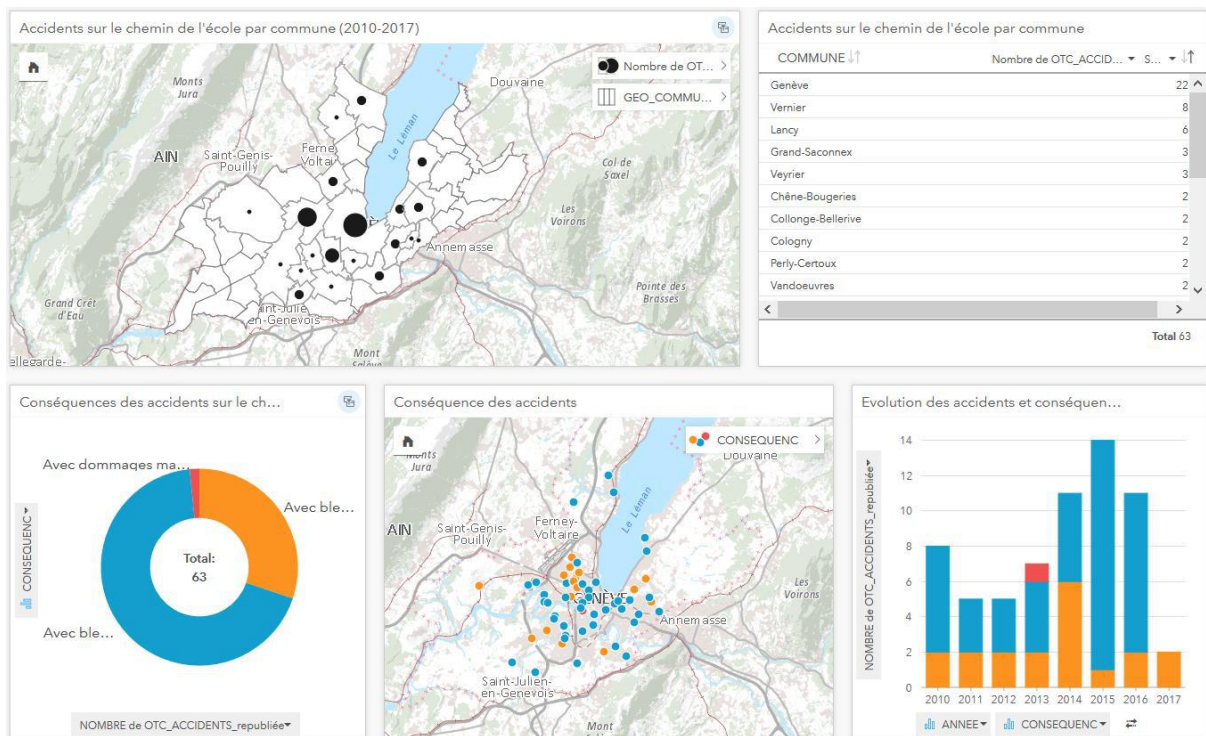 Accidents sur le chemin de l'école par commune (2010-2017)
Monts
Jura
Nombre de OT...
GEO_COMMU...
Douvaine
Le Léman
AIN
Saint-Genis-
Pouilly
Ferney
Voltai
Col de
Saxel
Les
Voirons
Annemasse
Grand Crêt
d'Eau
Saint-Julie
en-Genevois
Pointe des
Brasses
ellegarde-
Mont
Salève
Accidents sur le chemin de l'école par commune
COMMUNE Nombre de OTC_ACCID... S...
Genève 22
Vernier 8
Lancy 6
Grand-Saconnex 3
Veyrier 3
Chêne-Bougeries 2
Collonge-Bellerive 2
Cologny 2
Perly-Certoux 2
Vandoeuvres 2
Total 63
Conséquences des accidents sur le ch...
Avec dommages ma...
Avec ble...
Total:
63
CONSEQUENC
Avec ble...
NOMBRE de OTC_ACCIDENTS_republiée
Conséquence des accidents
CONSEQUENC
Monts
Jura
Douvaine
AIN
Saint-Genis-
Pouilly
Ferney-
Voltaire
Le Léman
Les
Voirons
GENÈVE
Annemasse
Saint-Julien-
en-Genevois
Mont
Evolution des accidents et conséquen...
NOMBRE de OTC_ACCIDENTS_republiée
14
12
10
8
6
4
2
0
2010 2011 2012 2013 2014 2015 2016 2017
ANNEE CONSEQUENC